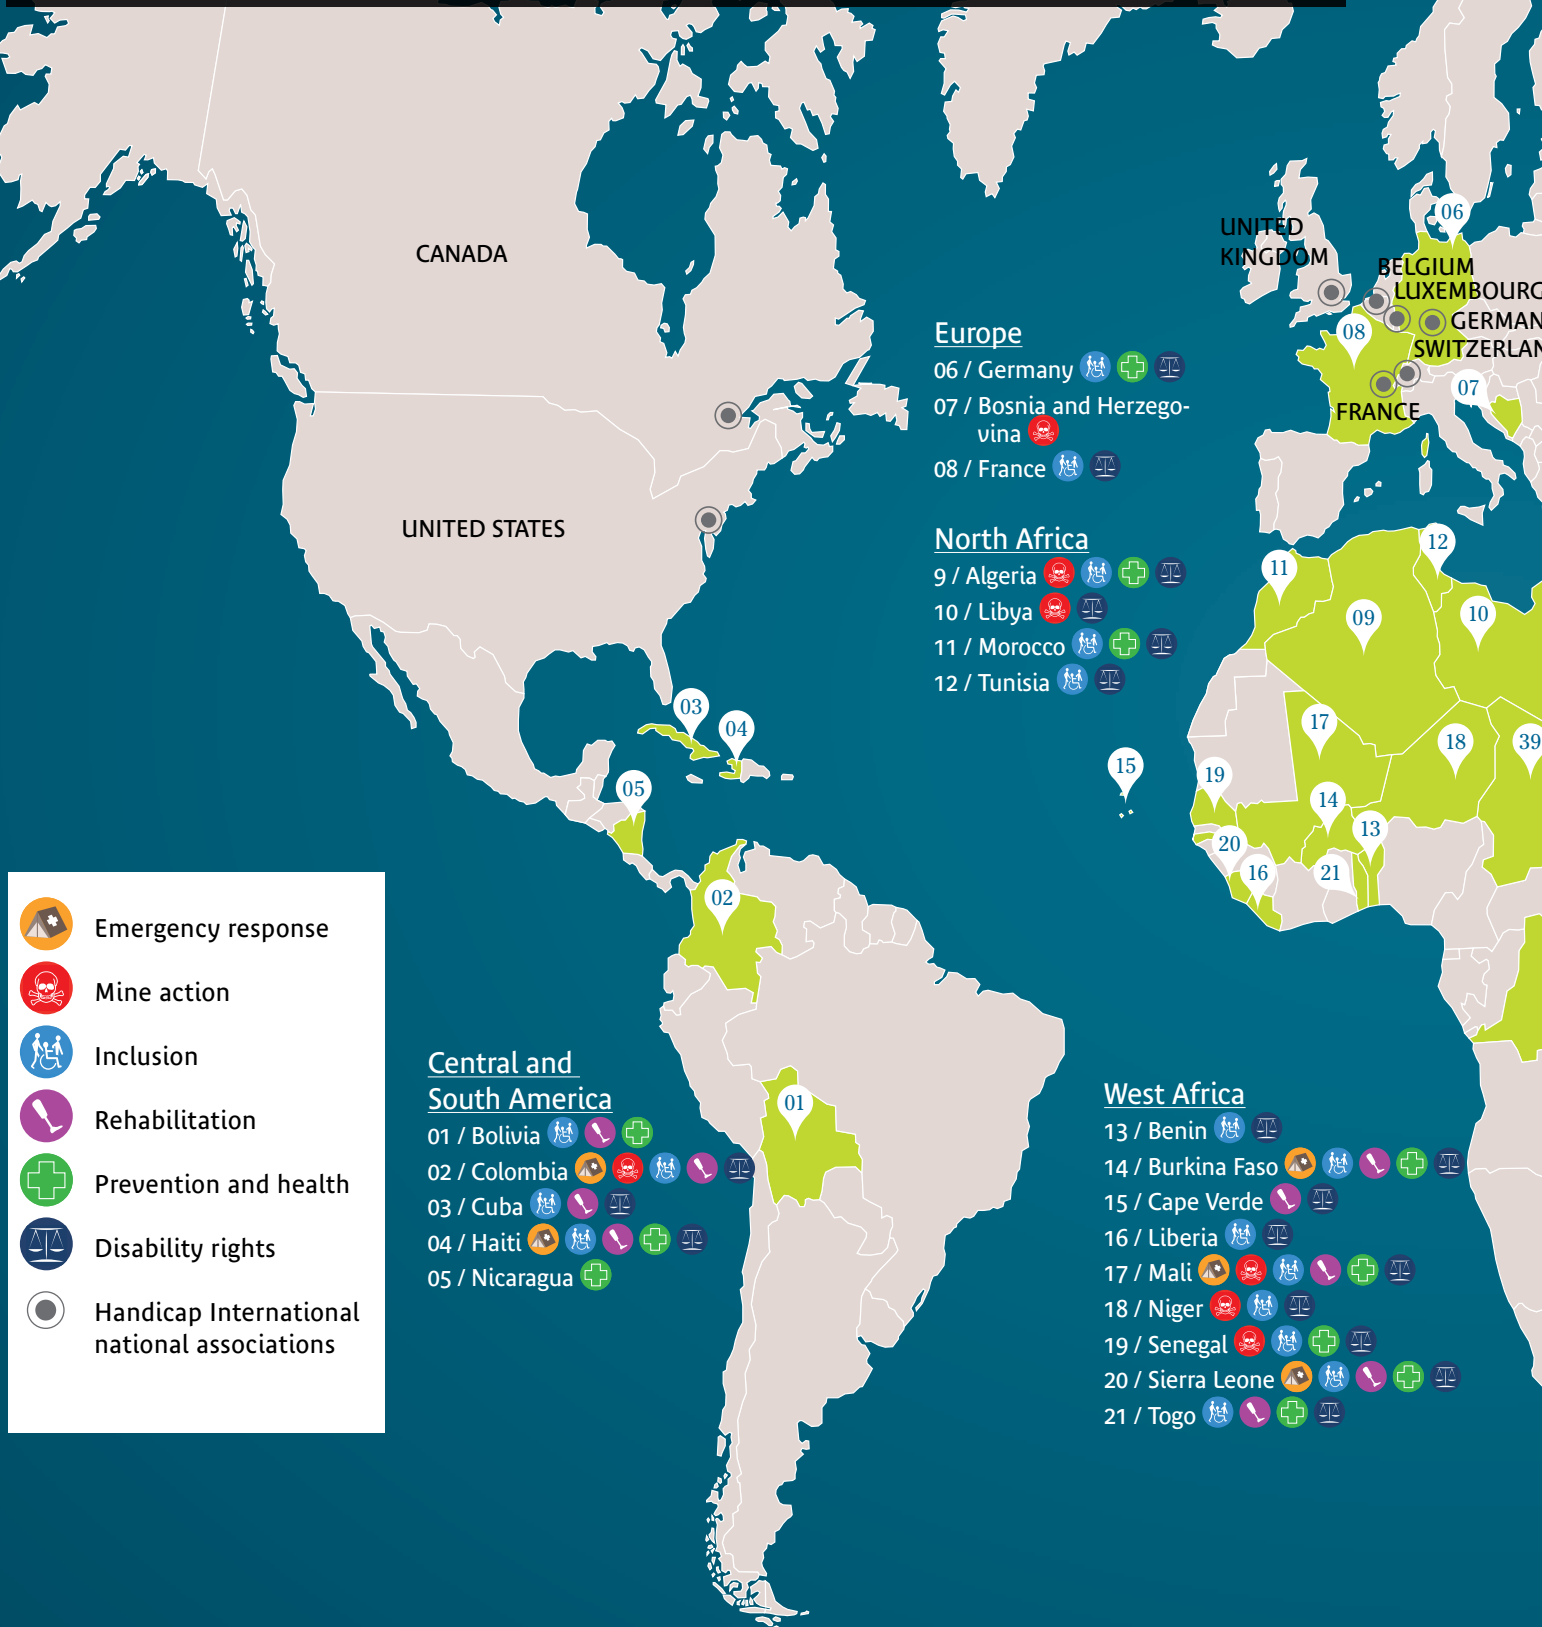 CANADA
UNITED STATES
UNITED
KINGDOM
BELGIUM
LUXEMBOURG
GERMAN
SWITZERLAN
FRANCE
06
08
07
12
11
09
10
17
18
39
15
19
14
13
20
16
21
03
04
05
02
01
Europe
06 / Germany
07 / Bosnia and Herzego-
vina
08 / France
North Africa
9 / Algeria
10 / Libya
11 / Morocco
12 / Tunisia
Emergency response
Mine action
Inclusion
Rehabilitation
Prevention and health
Disability rights
Handicap International
national associations
Central and
South America
01 / Bolivia
02 / Colombia
03 / Cuba
04 / Haiti
05 / Nicaragua
West Africa
13 / Benin
14 / Burkina Faso
15 / Cape Verde
16 / Liberia
17 / Mali
18 / Niger
19 / Senegal
20 / Sierra Leone
21 / Togo